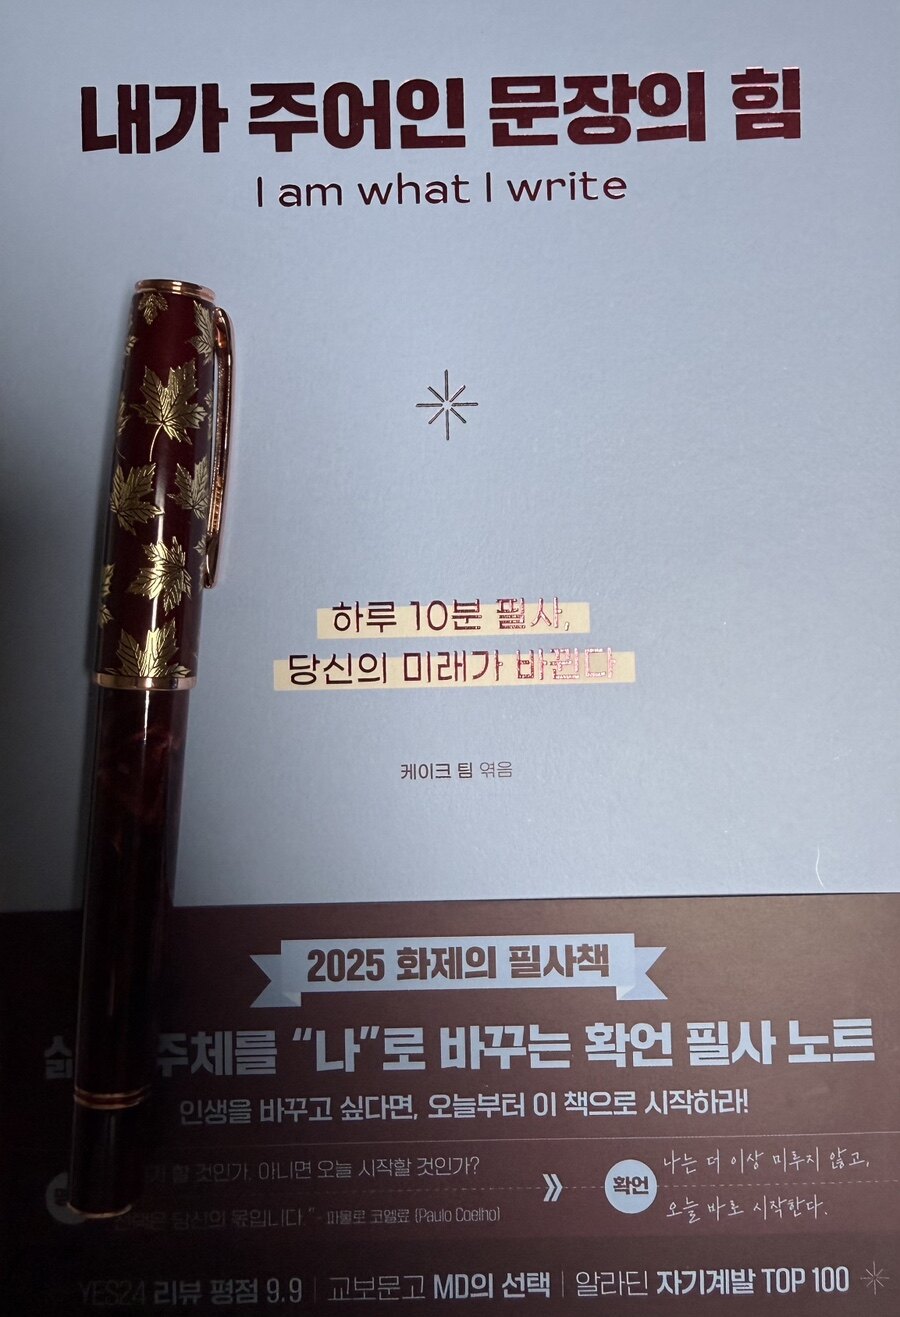 내가 주어인 문장의 힘
I am what I write
하루 10분 필사,
당신의 미래가 바뀐다
케이크 팀 엮음
2025 화제의 필사책
주체를 “나”로 바꾸는 확언 필사 노트
인생을 바꾸고 싶다면, 오늘부터 이 책으로 시작하라!
할 것인가, 아니면 오늘 시작할 것인가?
당신의 몫입니다.” - 파울로 코엘료 (Paulo Coelho)
》
확언
나는 더 이상 미루지 않고,
오늘 바로 시작한다.
YES24 리뷰 평점 9.9 | 교보문고 MD의 선택 | 알라딘 자기계발 TOP 100